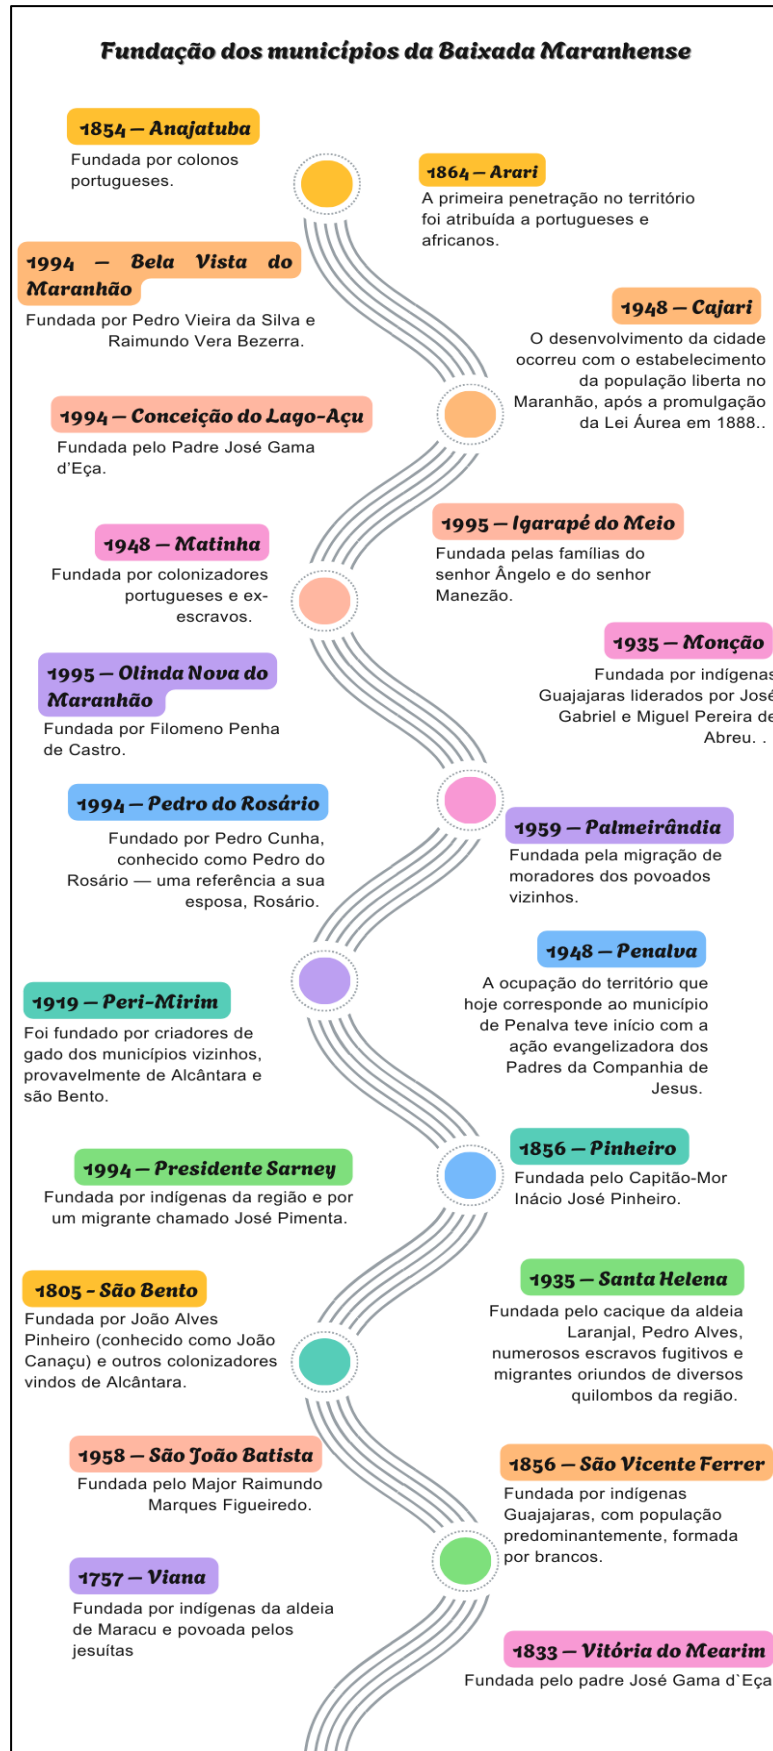 Fundação dos municípios da Baixada Maranhense
1854 – Anajatuba
Fundada por colonos
portugueses.
1864 – Arari
A primeira penetração no território
foi atribuída a portugueses e
africanos.
1994 – Bela Vista do
Maranhão
Fundada por Pedro Vieira da Silva e
Raimundo Vera Bezerra.
1948 – Cajari
O desenvolvimento da cidade
ocorreu com o estabelecimento
da população liberta no
Maranhão, após a promulgação
da Lei Áurea em 1888..
1994 – Conceição do Lago-Açu
Fundada pelo Padre José Gama
d'Eça.
1995 – Igarapé do Meio
Fundada pelas famílias do
senhor Ângelo e do senhor
Manezão.
1948 – Matinha
Fundada por colonizadores
portugueses e ex-
escravos.
1935 – Monção
Fundada por indígenas
Guajajaras liderados por José
Gabriel e Miguel Pereira de
Abreu. .
1995 – Olinda Nova do
Maranhão
Fundada por Filomeno Penha
de Castro.
1994 – Pedro do Rosário
Fundado por Pedro Cunha,
conhecido como Pedro do
Rosário — uma referência a sua
esposa, Rosário.
1959 – Palmeirândia
Fundada pela migração de
moradores dos povoados
vizinhos.
1948 – Penalva
A ocupação do território que
hoje corresponde ao município
de Penalva teve início com a
ação evangelizadora dos
Padres da Companhia de
Jesus.
1919 – Peri-Mirim
Foi fundado por criadores de
gado dos municípios vizinhos,
provavelmente de Alcântara e
são Bento.
1856 – Pinheiro
Fundada pelo Capitão-Mor
Inácio José Pinheiro.
1994 – Presidente Sarney
Fundada por indígenas da região e por
um migrante chamado José Pimenta.
1805 - São Bento
Fundada por João Alves
Pinheiro (conhecido como João
Canaçu) e outros colonizadores
vindos de Alcântara.
1935 – Santa Helena
Fundada pelo cacique da aldeia
Laranjal, Pedro Alves,
numerosos escravos fugitivos e
migrantes oriundos de diversos
quilombos da região.
1958 – São João Batista
Fundada pelo Major Raimundo
Marques Figueiredo.
1856 – São Vicente Ferrer
Fundada por indígenas
Guajajaras, com população
predominantemente, formada
por brancos.
1757 – Viana
Fundada por indígenas da aldeia
de Maracu e povoada pelos
jesuítas
1833 – Vitória do Mearim
Fundada pelo padre José Gama d`Eça